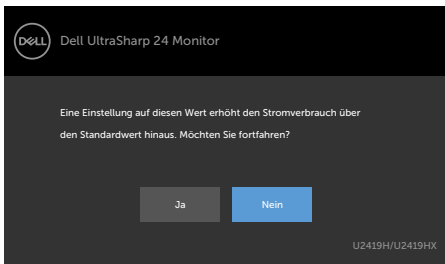 DELL Dell UltraSharp 24 Monitor
Eine Einstellung auf diesen Wert erhöht den Stromverbrauch über
den Standardwert hinaus. Möchten Sie fortfahren?
Ja Nein
U2419H/U2419HX